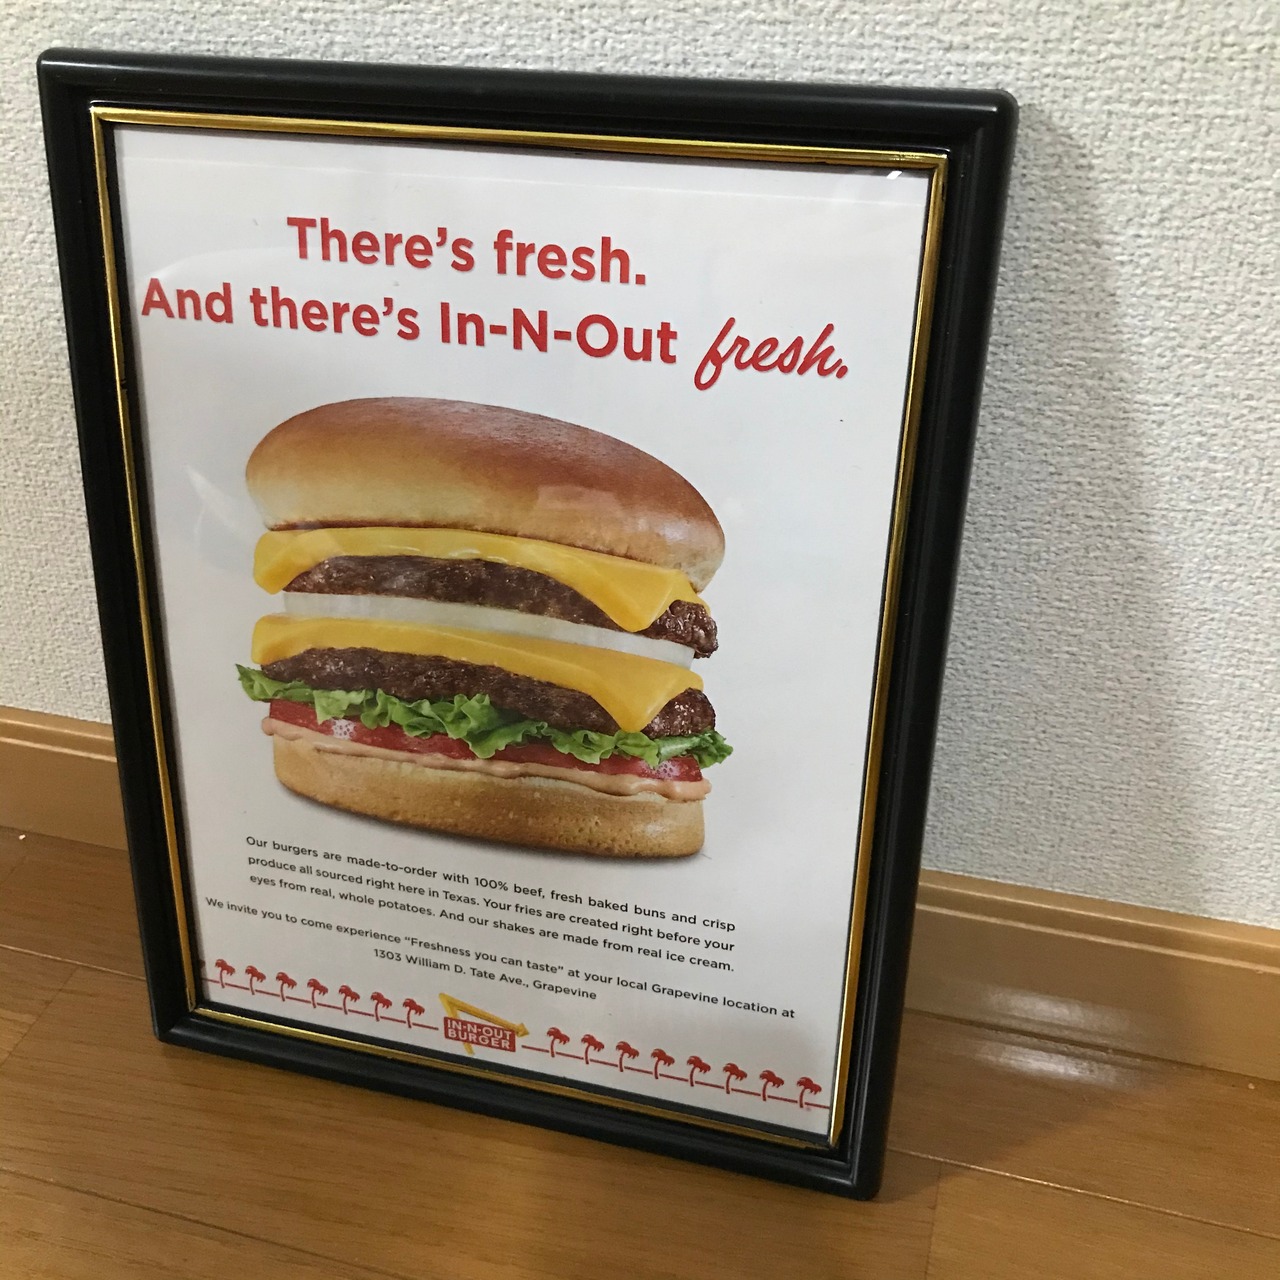 There's fresh.
And there's In-N-Out fresh.
Our burgers are made-to-order with 100% beef, fresh baked buns and crisp
produce all sourced right here in Texas. Your fries are created right before your
eyes from real, whole potatoes. And our shakes are made from real ice cream.
We invite you to come experience “Freshness you can taste” at your local Grapevine location at
1303 William D. Tate Ave., Grapevine
IN-N-OUT
BURGER